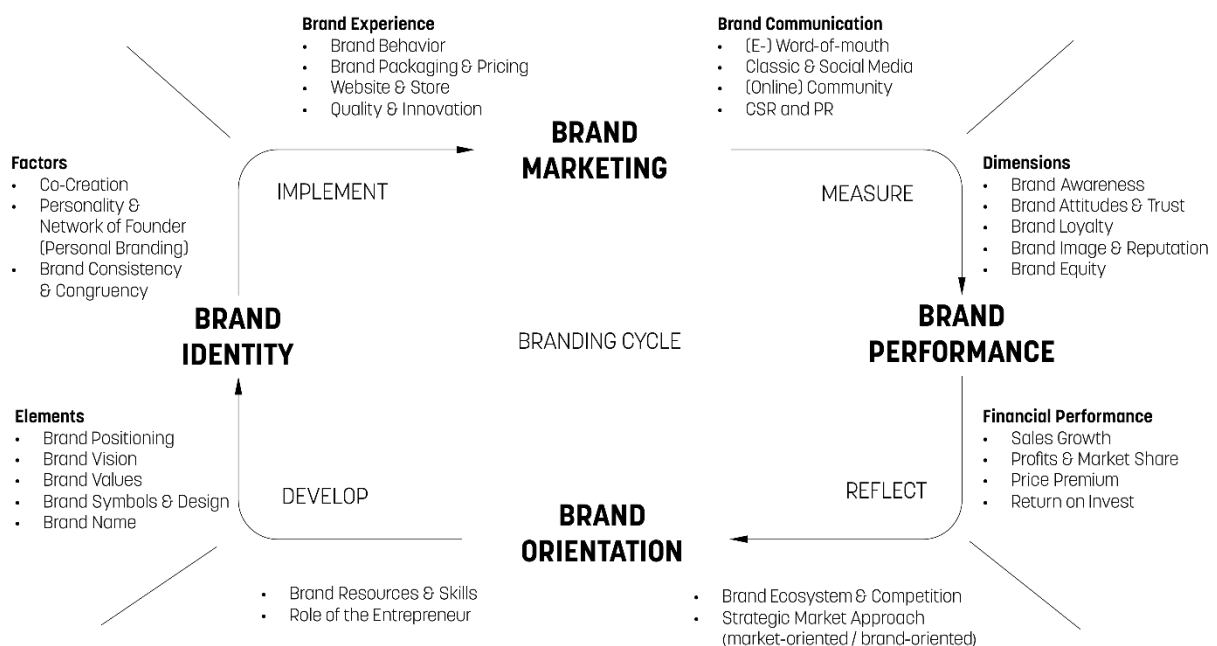 Brand Experience
• Brand Behavior
• Brand Packaging & Pricing
• Website & Store
• Quality & Innovation
Brand Communication
• (E-) Word-of-mouth
• Classic & Social Media
• (Online) Community
• CSR and PR
BRAND
MARKETING
Factors
• Co-Creation
• Personality &
Network of Founder
(Personal Branding)
• Brand Consistency
& Congruency
IMPLEMENT
MEASURE
Dimensions
• Brand Awareness
• Brand Attitudes & Trust
• Brand Loyalty
• Brand Image & Reputation
• Brand Equity
BRAND
IDENTITY
BRANDING CYCLE
BRAND
PERFORMANCE
Elements
• Brand Positioning
• Brand Vision
• Brand Values
• Brand Symbols & Design
• Brand Name
DEVELOP
REFLECT
Financial Performance
• Sales Growth
• Profits & Market Share
• Price Premium
• Return on Invest
BRAND
ORIENTATION
• Brand Resources & Skills
• Role of the Entrepreneur
• Brand Ecosystem & Competition
• Strategic Market Approach
(market-oriented / brand-oriented)